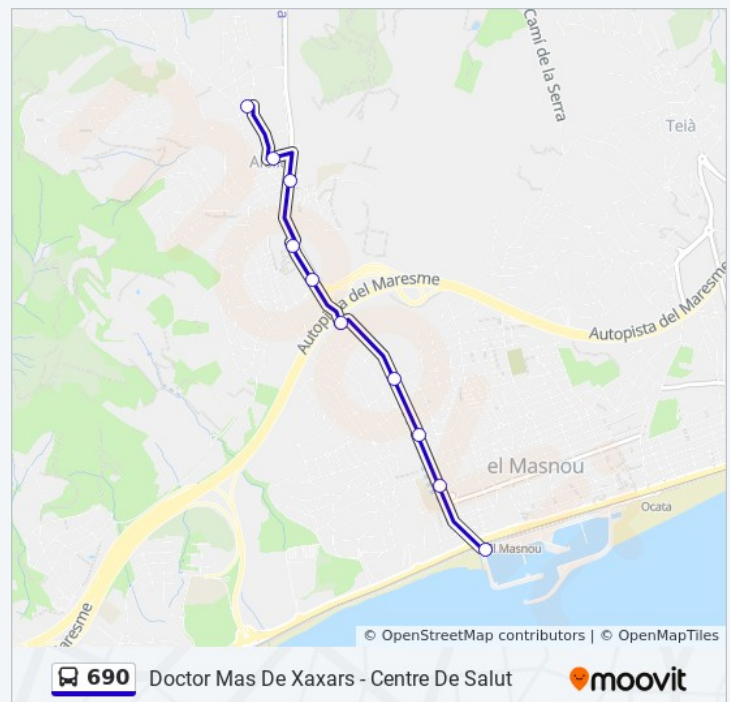 a
Camí de la Serra
Teià
Autopista del Maresme
Autopista del Maresme
el Masnou
Ocata
el Masnou
© OpenStreetMap contributors | © OpenMapTiles
690 Doctor Mas De Xaxars - Centre De Salut
moovit